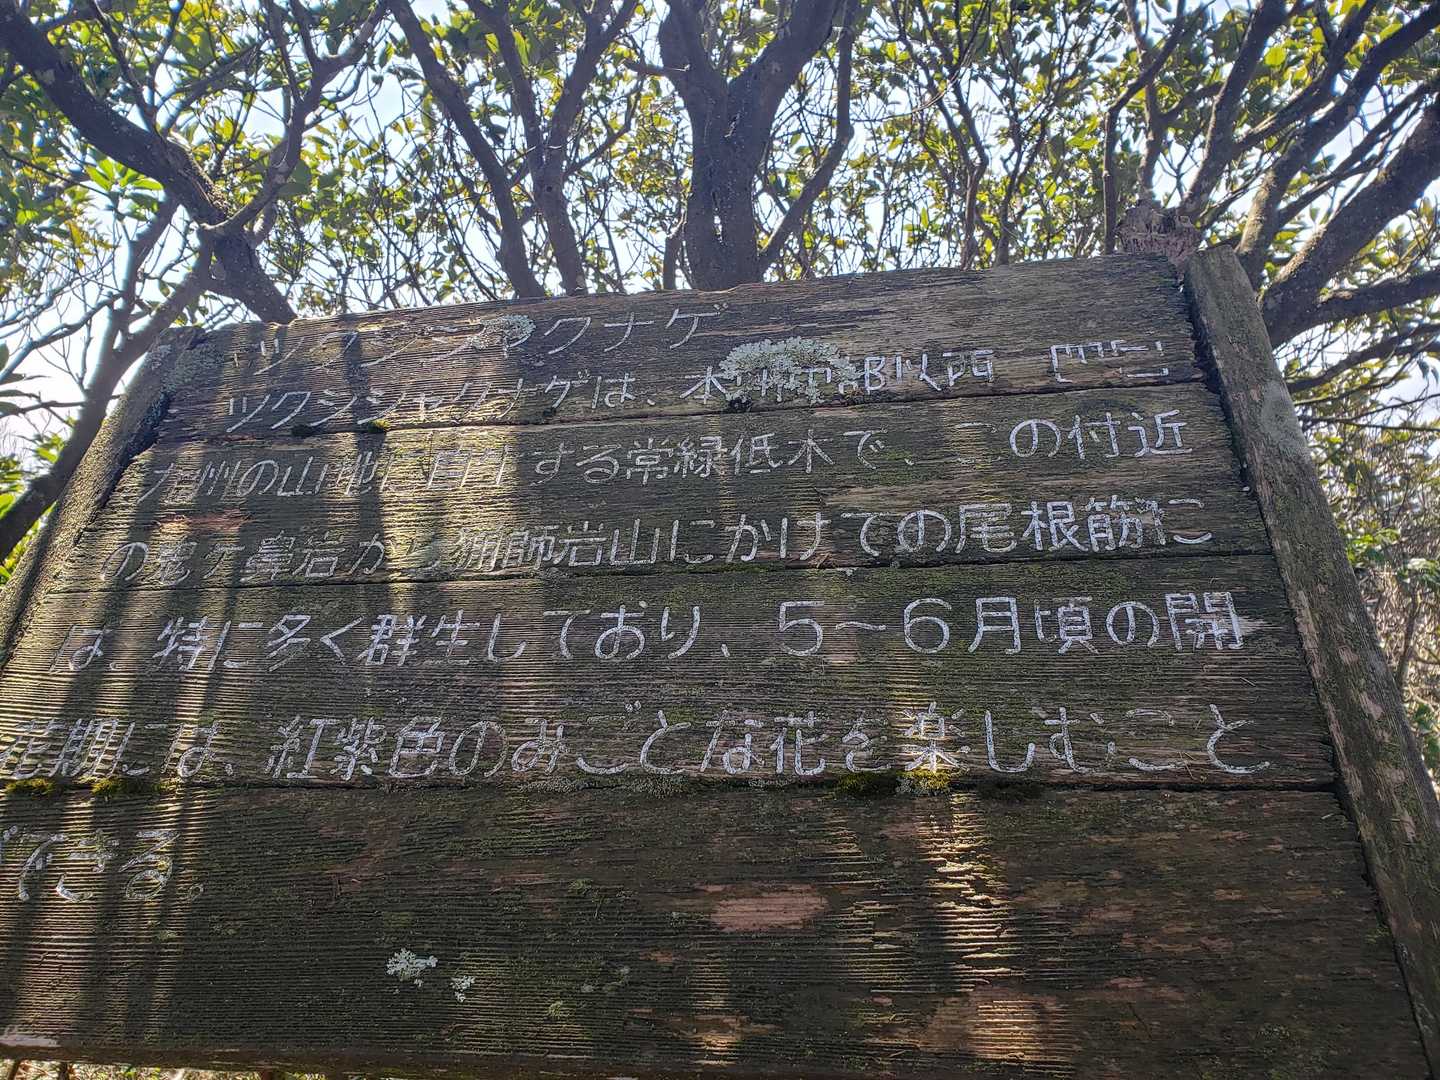 ツクシシャクナゲ
ツクシシャクナゲは、本州中部以西 四国
九州の山地に自生する常緑低木で、この付近
の鬼ヶ鼻岩から猟師岩山にかけての尾根筋に
は、特に多く群生しており、5〜6月頃の開
花期には、紅紫色のみごとな花を楽しむこと
ができる。